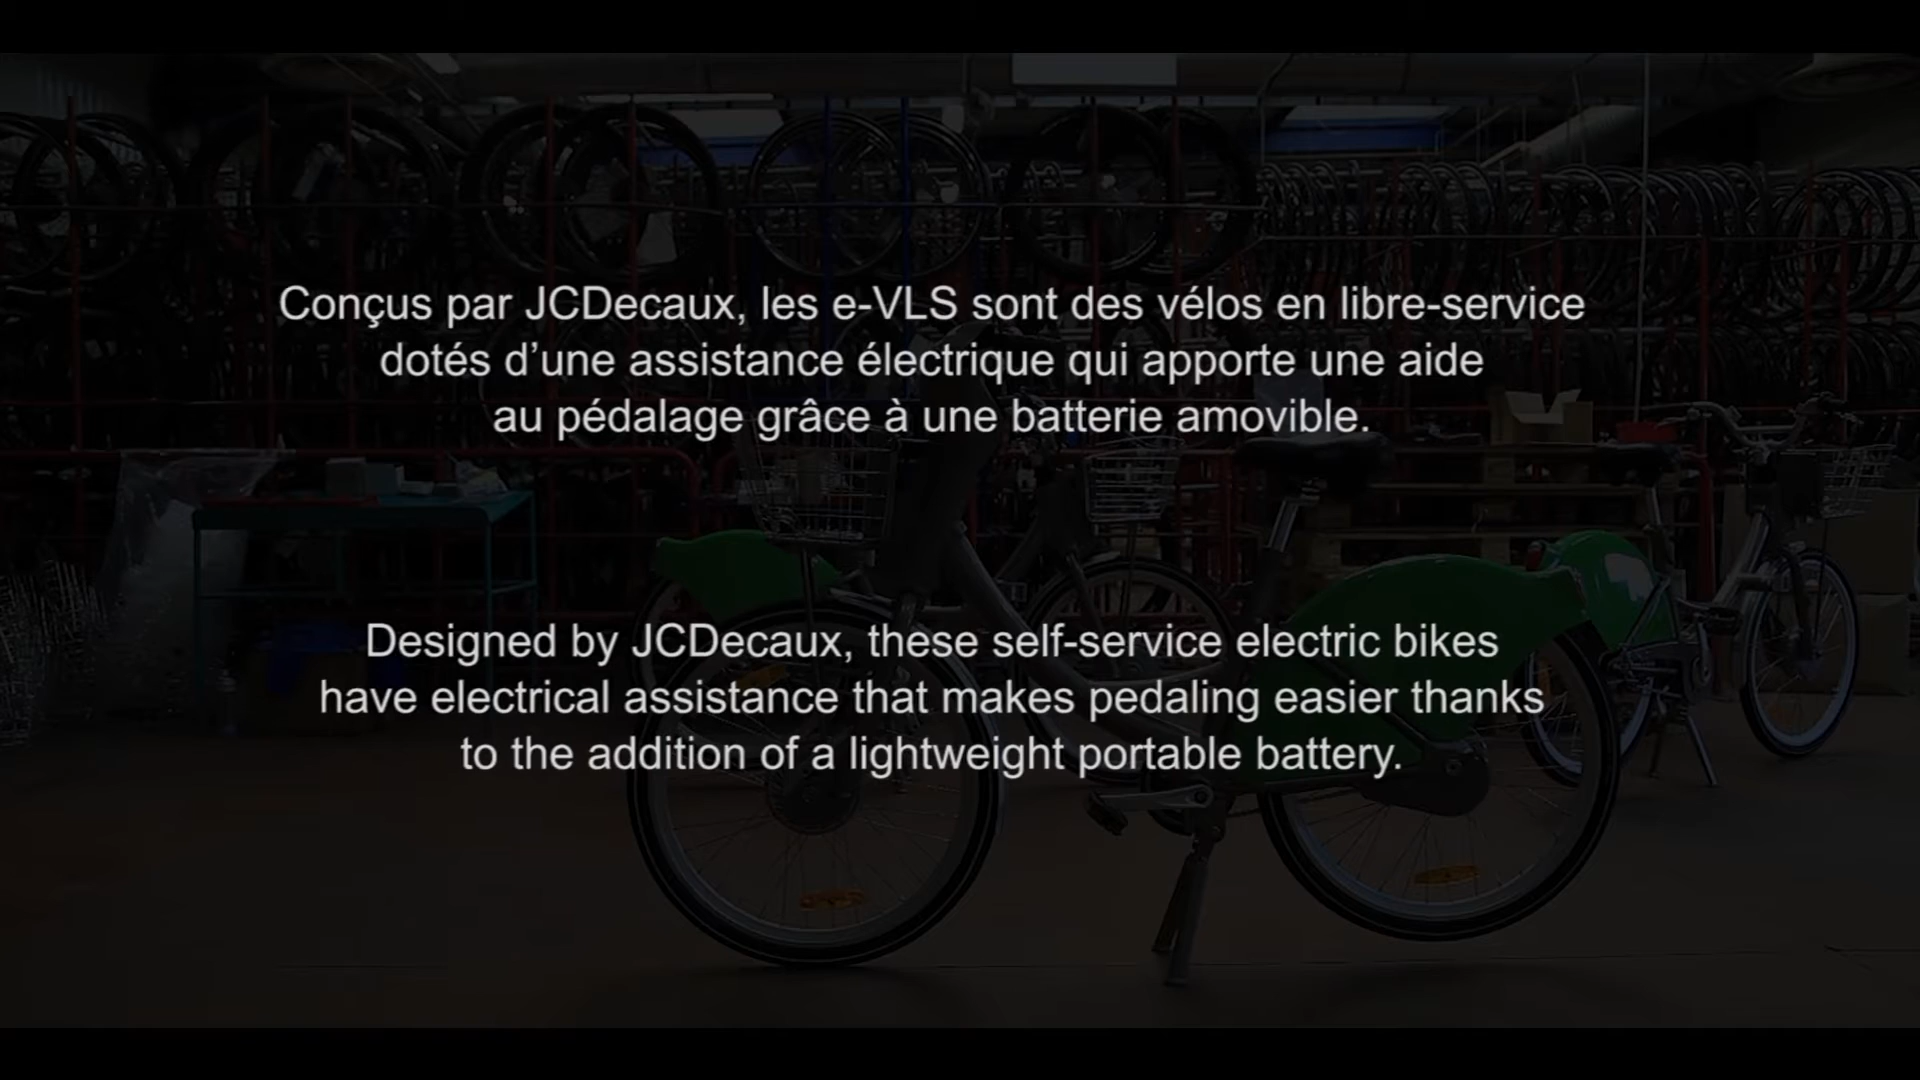 Conçus par JCDecaux, les e-VLS sont des vélos en libre-service
dotés d’une assistance électrique qui apporte une aide
au pédalage grâce à une batterie amovible.
Designed by JCDecaux, these self-service electric bikes
have electrical assistance that makes pedaling easier thanks
to the addition of a lightweight portable battery.